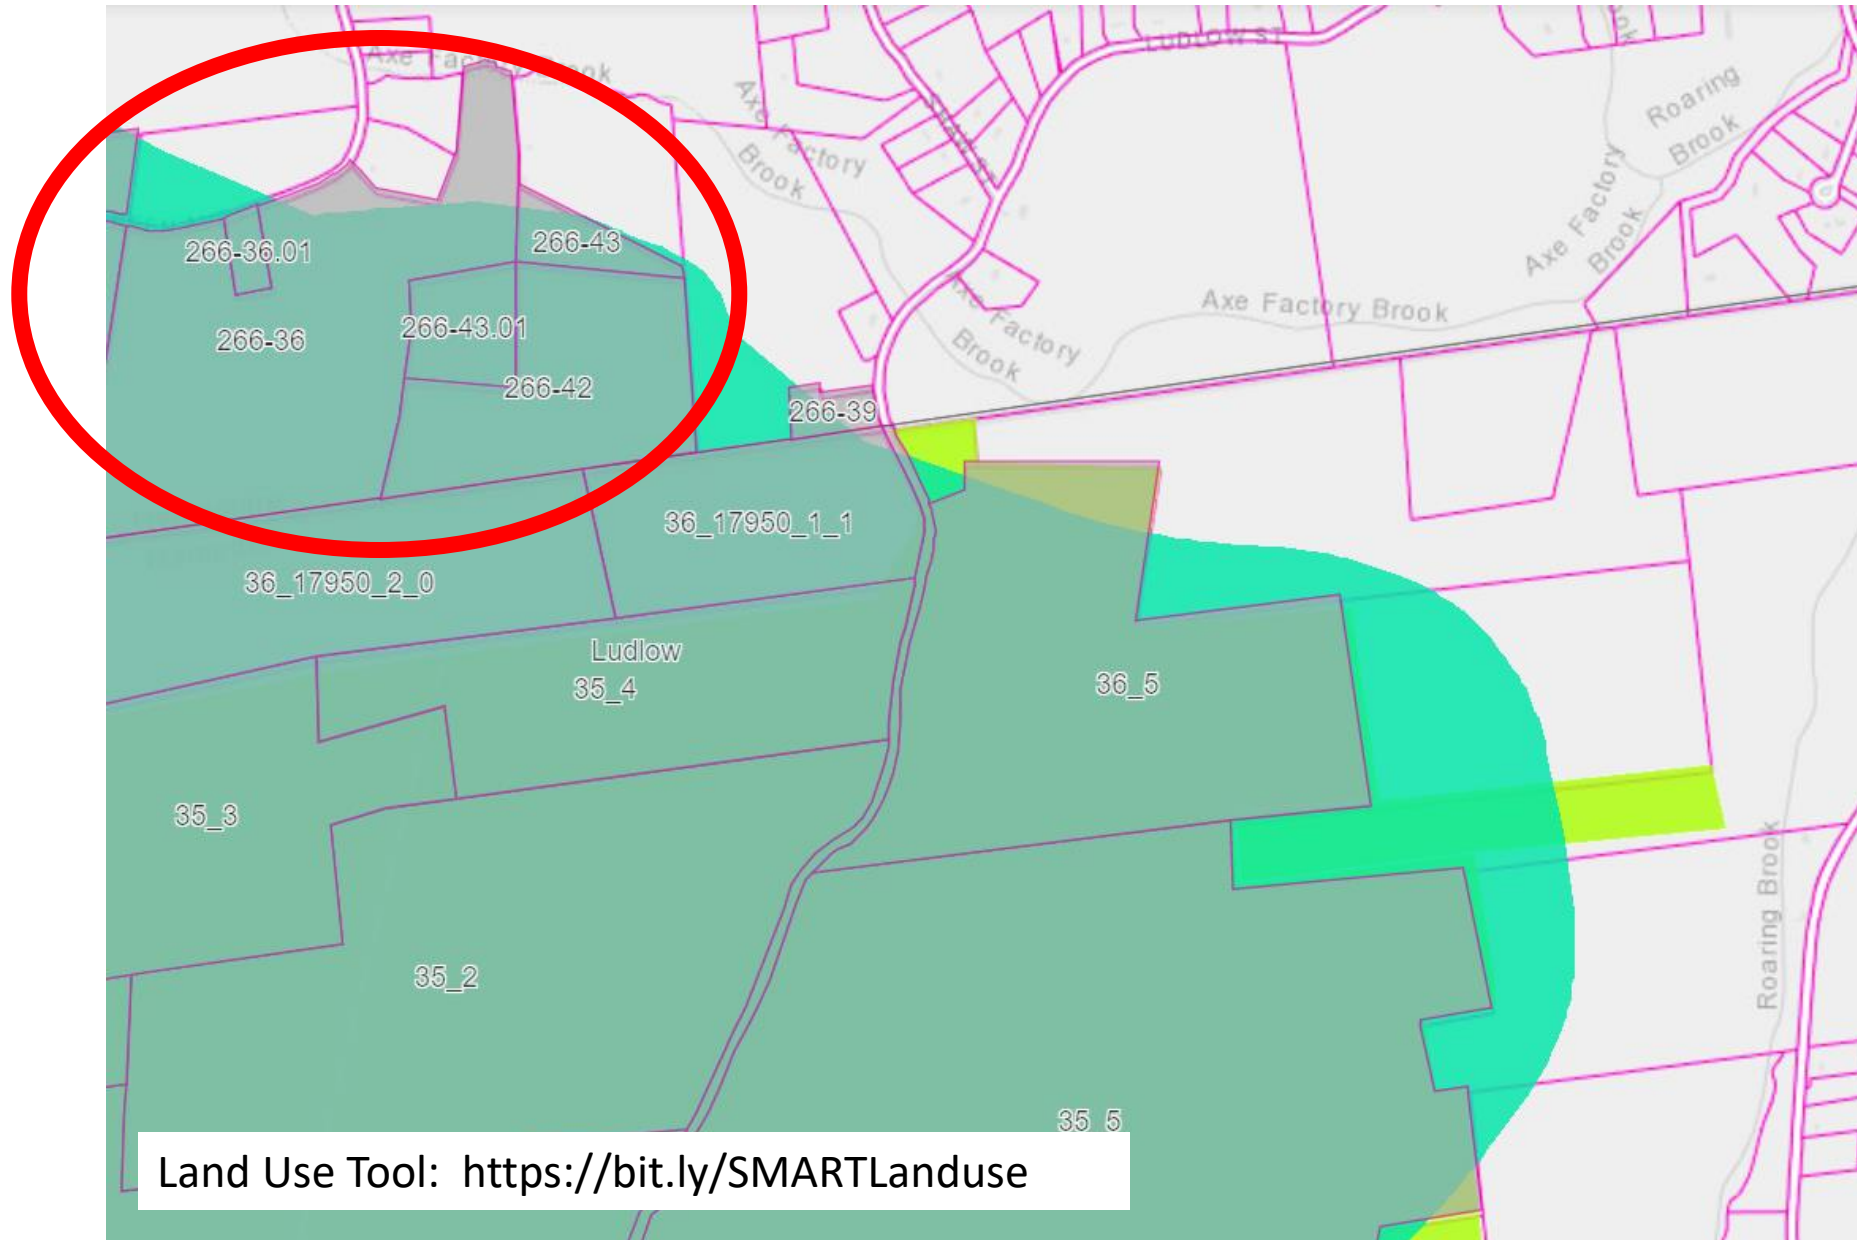 Axe Factory Brook
LUDLOW ST
SHAW ST
Axe Factory
Brook
Roaring
Brook
Axe Factory
Brook
266-36.01
266-43
266-36
266-43.01
266-42
266-39
Axe Factory
Brook
Axe Factory Brook
36_17950_1_1
36_17950_2_0
Ludlow
35_4
36_5
35_3
35_2
Roaring Brook
35_5
Land Use Tool: https://bit.ly/SMARTLanduse